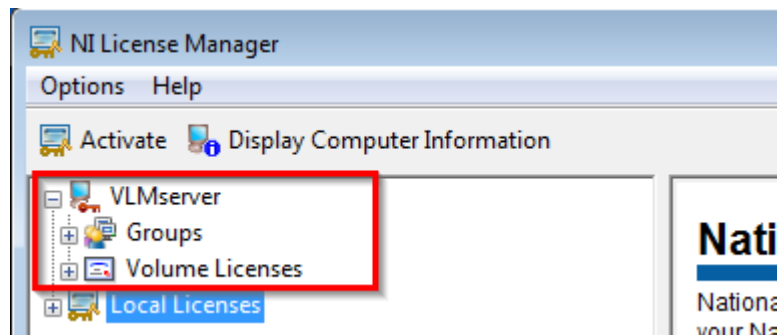 NI License Manager
Options Help
Activate Display Computer Information
VLMserver
Groups
Volume Licenses
Local Licenses
Nati
Nationa
your Na